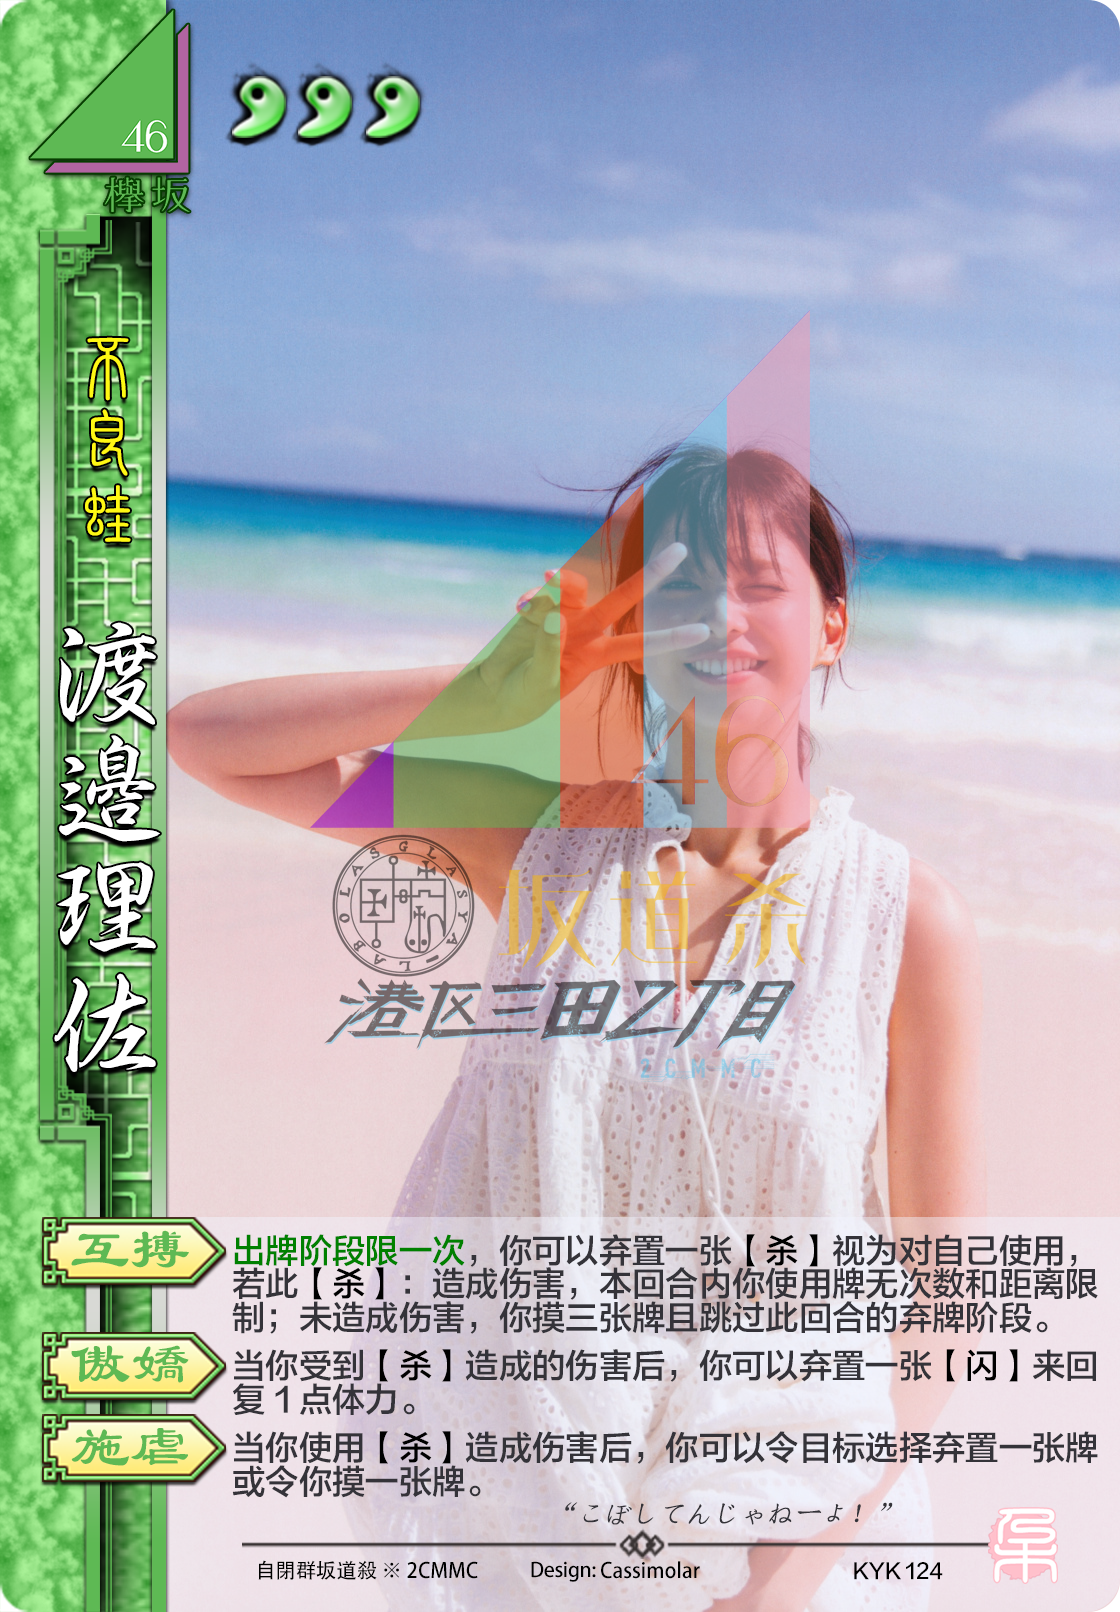 46
欅坂
不良蛙
渡邉理佐
46
GLASYA-LABOLAS
坂道杀
港区三田乙丁目
2CMMC
互搏
出牌阶段限一次，你可以弃置一张【杀】视为对自己使用，
若此【杀】：造成伤害，本回合内你使用牌无次数和距离限
制；未造成伤害，你摸三张牌且跳过此回合的弃牌阶段。
傲嬌
当你受到【杀】造成的伤害后，你可以弃置一张【闪】来回
复1点体力。
施虐
当你使用【杀】造成伤害后，你可以令目标选择弃置一张牌
或令你摸一张牌。
“こぼしてんじゃねーよ！”
自閉群坂道殺 ※ 2CMMC Design: Cassimolar KYK 124